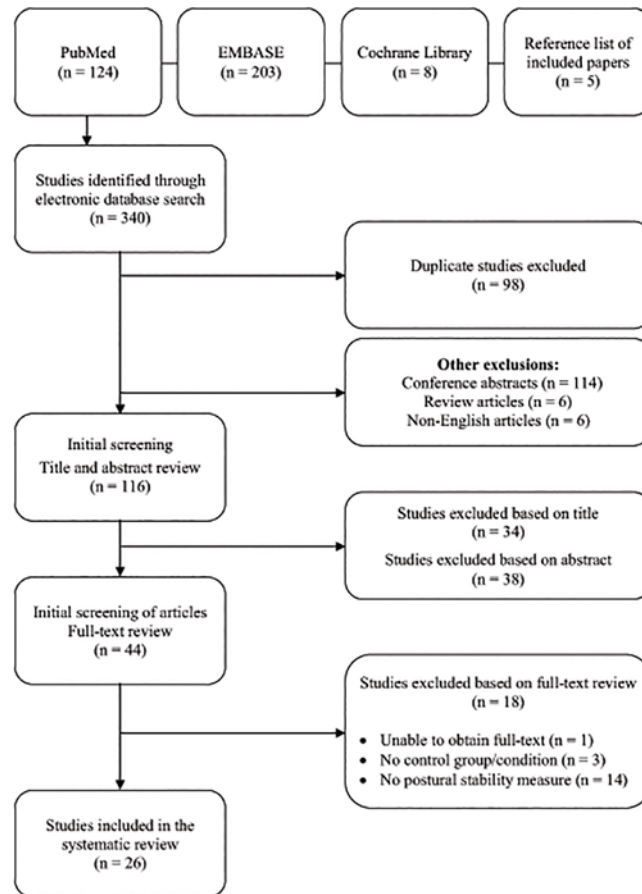 PubMed
(n = 124)
EMBASE
(n = 203)
Cochrane Library
(n = 8)
Reference list of
included papers
(n = 5)
Studies identified through
electronic database search
(n = 340)
Duplicate studies excluded
(n = 98)
Other exclusions:
Conference abstracts (n = 114)
Review articles (n = 6)
Non-English articles (n = 6)
Initial screening
Title and abstract review
(n = 116)
Studies excluded based on title
(n = 34)
Studies excluded based on abstract
(n = 38)
Initial screening of articles
Full-text review
(n = 44)
Studies excluded based on full-text review
(n = 18)
• Unable to obtain full-text (n = 1)
• No control group/condition (n = 3)
• No postural stability measure (n = 14)
Studies included in the
systematic review
(n = 26)